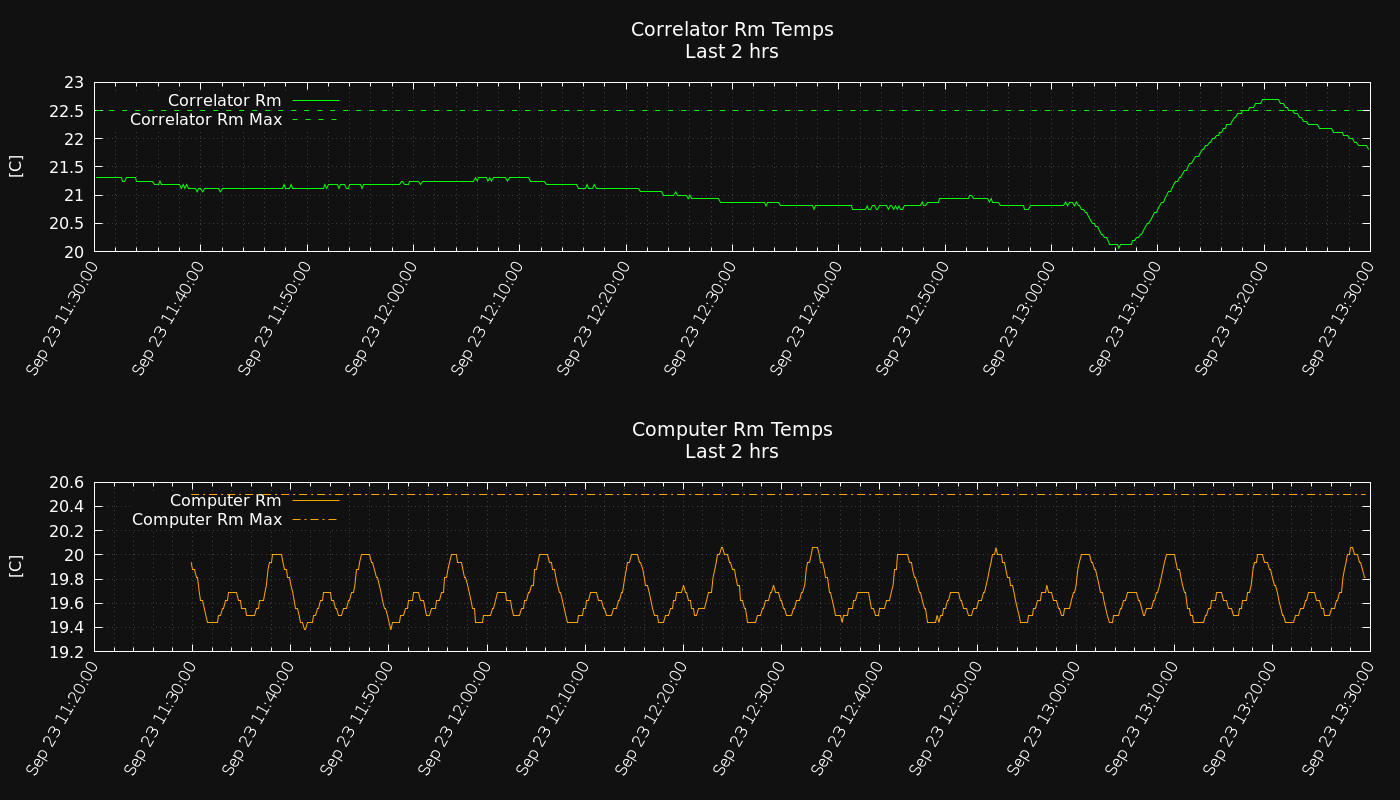 Correlator Rm Temps
Last 2 hrs
23
22.5
22
21.5
21
20.5
20
[C]
Correlator Rm
Correlator Rm Max
Sep 23 11:30:00
Sep 23 11:40:00
Sep 23 11:50:00
Sep 23 12:00:00
Sep 23 12:10:00
Sep 23 12:20:00
Sep 23 12:30:00
Sep 23 12:40:00
Sep 23 12:50:00
Sep 23 13:00:00
Sep 23 13:10:00
Sep 23 13:20:00
Sep 23 13:30:00
Computer Rm Temps
Last 2 hrs
20.6
20.4
20.2
20
19.8
19.6
19.4
19.2
[C]
Computer Rm
Computer Rm Max
Sep 23 11:20:00
Sep 23 11:30:00
Sep 23 11:40:00
Sep 23 11:50:00
Sep 23 12:00:00
Sep 23 12:10:00
Sep 23 12:20:00
Sep 23 12:30:00
Sep 23 12:40:00
Sep 23 12:50:00
Sep 23 13:00:00
Sep 23 13:10:00
Sep 23 13:20:00
Sep 23 13:30:00